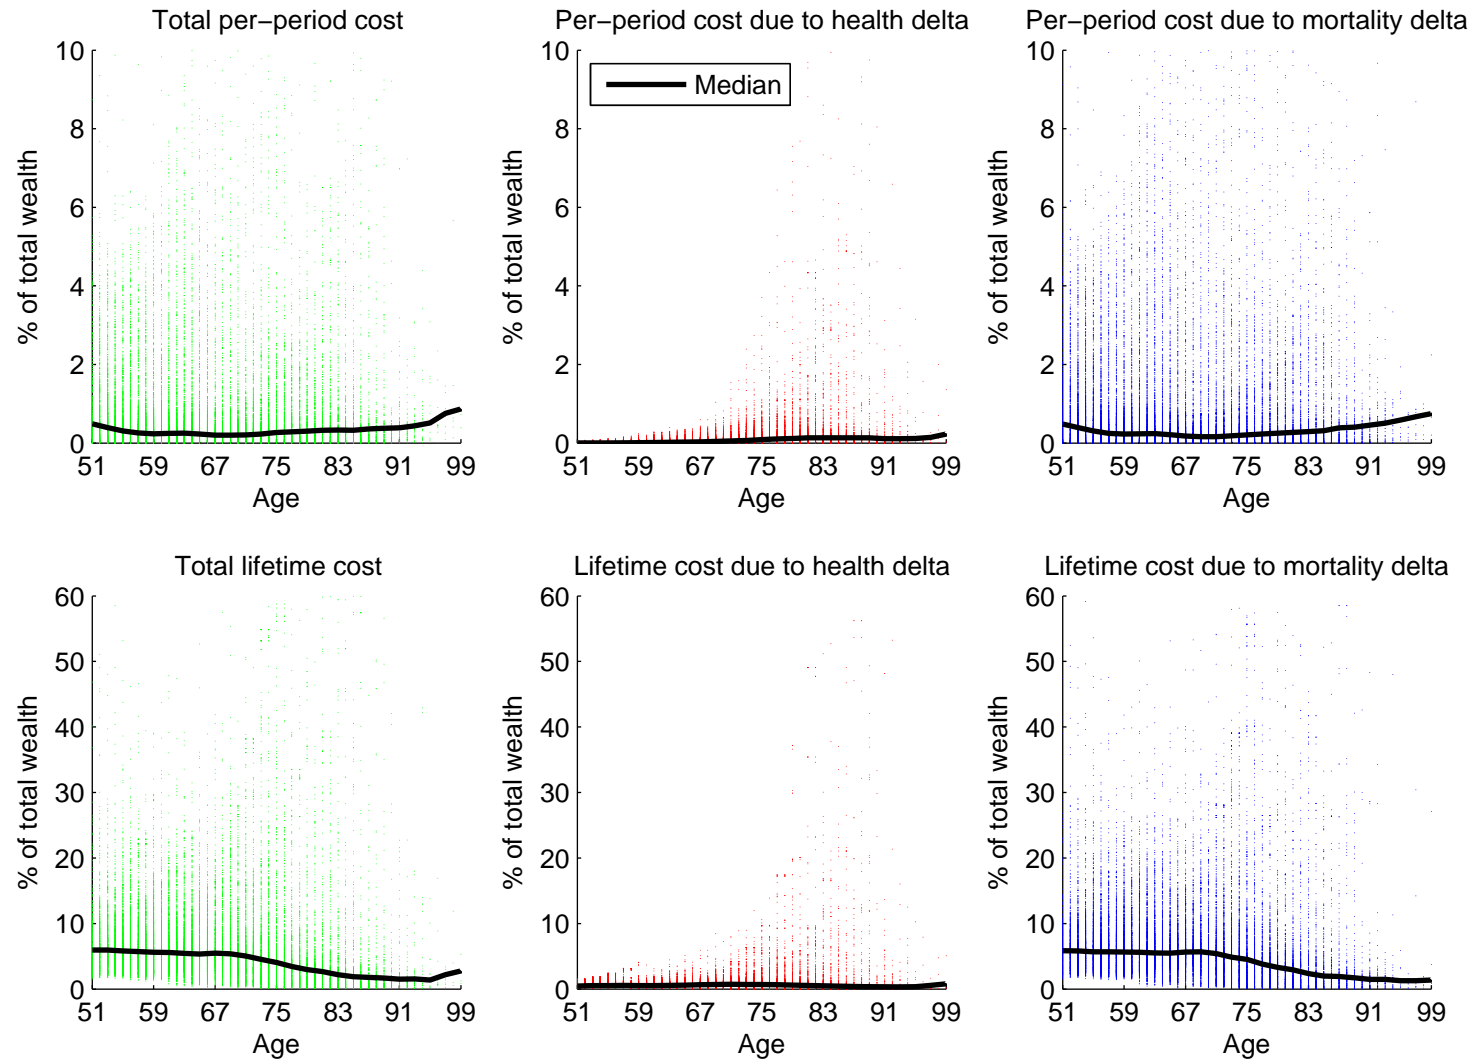 Total per−period cost
Per−period cost due to health delta
Per−period cost due to mortality delta
10
8
6
4
2
0
% of total wealth
51 59 67 75 83 91 99
Age
10
8
6
4
2
0
% of total wealth
Median
51 59 67 75 83 91 99
Age
10
8
6
4
2
0
% of total wealth
51 59 67 75 83 91 99
Age
Total lifetime cost
Lifetime cost due to health delta
Lifetime cost due to mortality delta
60
50
40
30
20
10
0
% of total wealth
51 59 67 75 83 91 99
Age
60
50
40
30
20
10
0
% of total wealth
51 59 67 75 83 91 99
Age
60
50
40
30
20
10
0
% of total wealth
51 59 67 75 83 91 99
Age